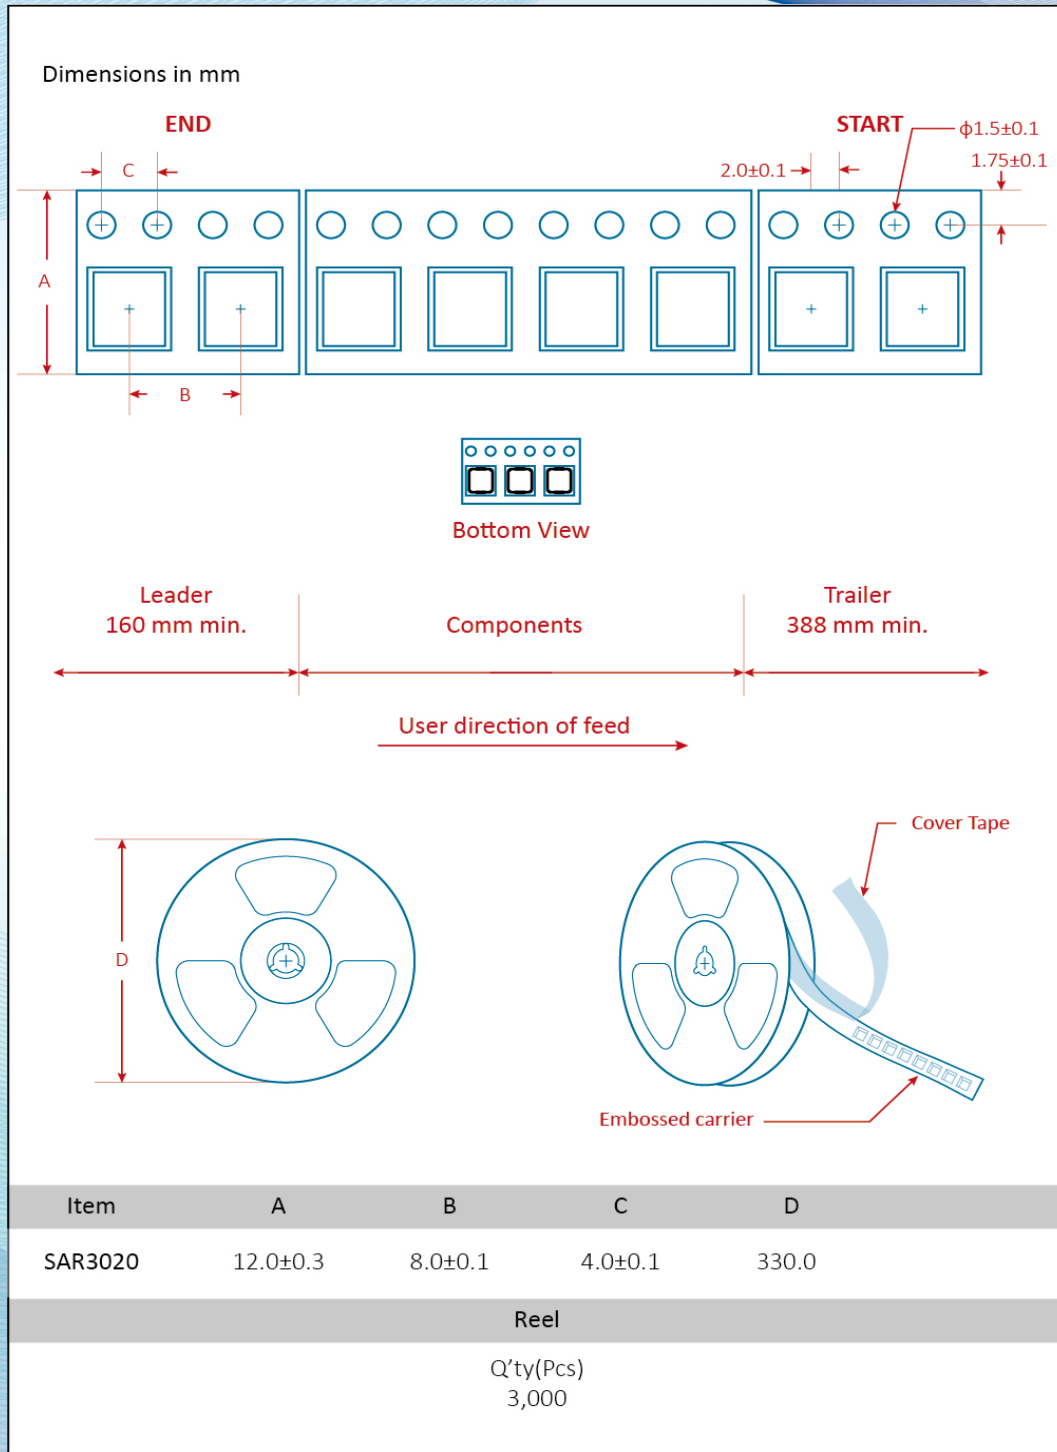 Dimensions in mm
END
START
ϕ1.5±0.1
C
2.0±0.1
1.75±0.1
A
B
Bottom View
Leader
160 mm min.
Components
Trailer
388 mm min.
User direction of feed
Cover Tape
D
Embossed carrier
Item A B C D
SAR3020 12.0±0.3 8.0±0.1 4.0±0.1 330.0
Reel
Q’ty(Pcs)
3,000